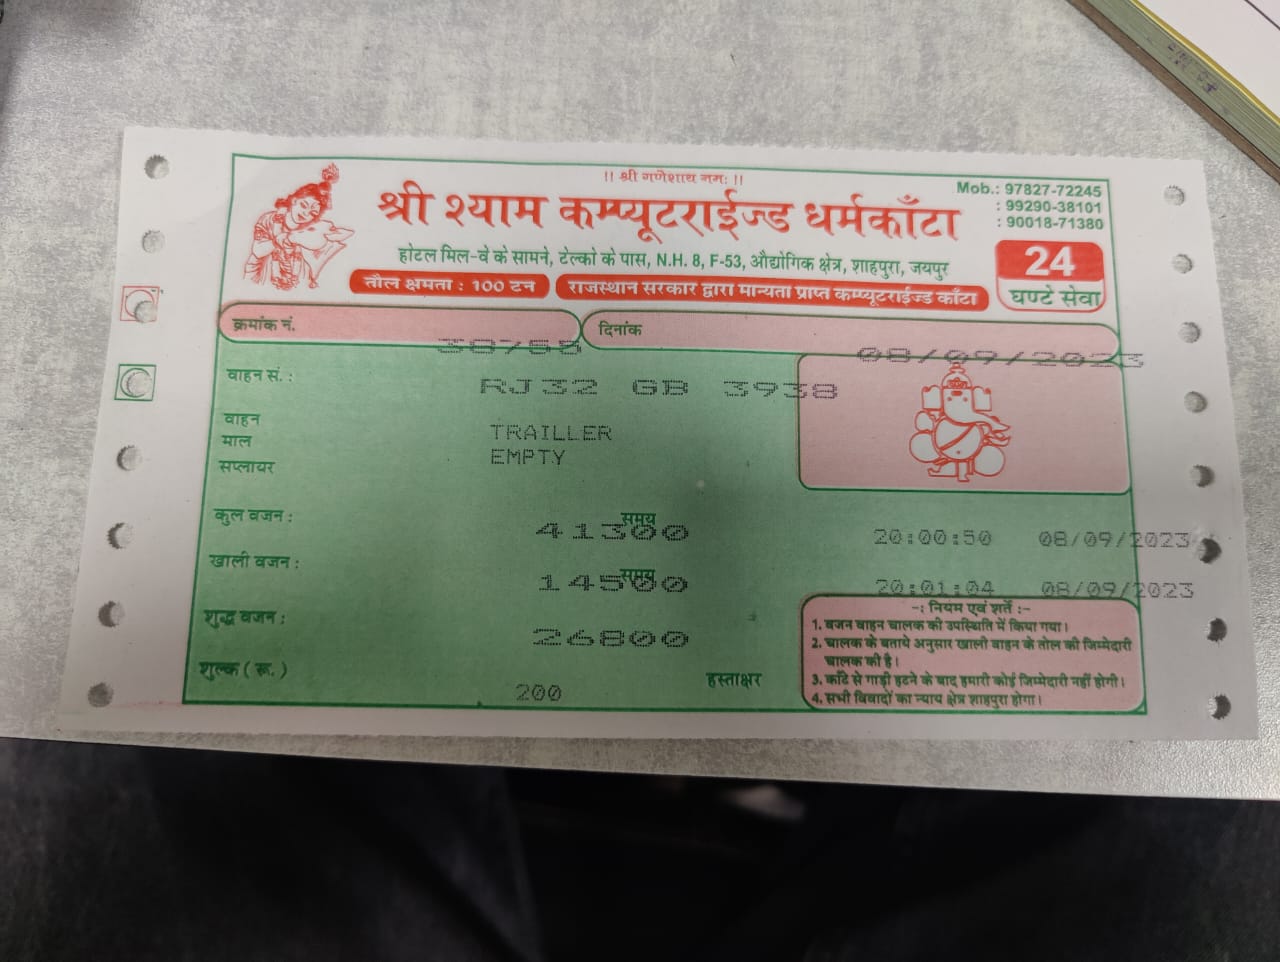 !! श्री गणेशाय नमः !!
Mob.: 97827-72245
: 99290-38101
: 90018-71380
श्री श्याम कम्प्यूटराईज्ड धर्मकाँटा
होटल मिल-वे के सामने, टेल्को के पास, N.H. 8, F-53, औद्योगिक क्षेत्र, शाहपुरा, जयपुर
24
घण्टे सेवा
तौल क्षमता : 100 टन
राजस्थान सरकार द्वारा मान्यता प्राप्त कम्प्यूटराईज्ड काँटा
क्रमांक नं. 38755
दिनांक 08/09/2023
वाहन सं. : RJ32 GB 3938
वाहन TRAILLER
माल EMPTY
सप्लायर
कुल वजन : 41300 समय 20:00:50 08/09/2023
खाली वजन : 14500 समय 20:01:04 08/09/2023
शुद्ध वजन : 26800
शुल्क ( रू. ) 200
हस्ताक्षर
-: नियम एवं शर्ते :-
1. वजन वाहन चालक की उपस्थिति में किया गया।
2. चालक के बताये अनुसार खाली वाहन के तोल की जिम्मेदारी
चालक की है।
3. काँटे से गाड़ी हटने के बाद हमारी कोई जिम्मेदारी नहीं होगी।
4. सभी विवादों का न्याय क्षेत्र शाहपुरा होगा।